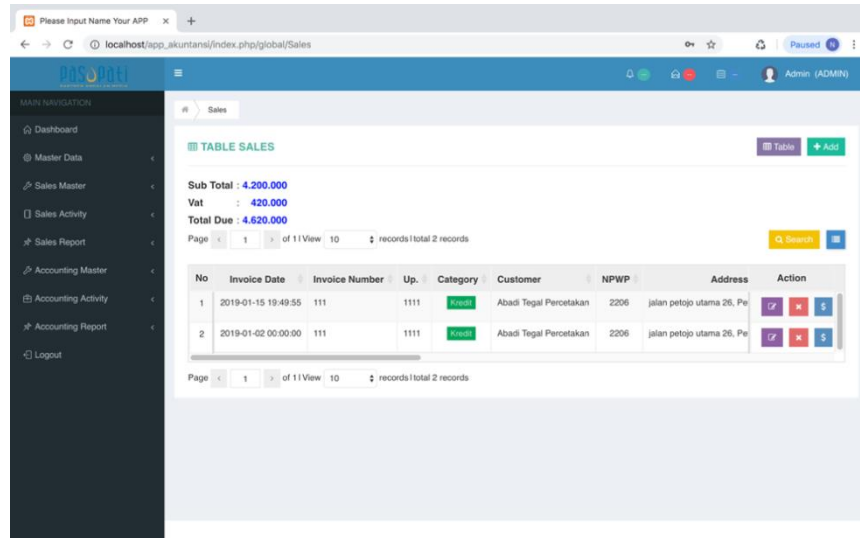 Please Input Name Your APP
localhost/app_akuntansi/index.php/global/Sales
Paused N
pasopati
Admin (ADMIN)
MAIN NAVIGATION
Dashboard
Master Data
Sales Master
Sales Activity
Sales Report
Accounting Master
Accounting Activity
Accounting Report
Logout
Sales
TABLE SALES
Table
Add
Sub Total : 4.200.000
Vat : 420.000
Total Due : 4.620.000
Page 1 of 1 | View 10 records | total 2 records
Search
No Invoice Date Invoice Number Up. Category Customer NPWP Address Action
1 2019-01-15 19:49:55 111 1111 Kredit Abadi Tegal Percetakan 2206 jalan petojo utama 26, Pe
2 2019-01-02 00:00:00 111 1111 Kredit Abadi Tegal Percetakan 2206 jalan petojo utama 26, Pe
Page 1 of 1 | View 10 records | total 2 records